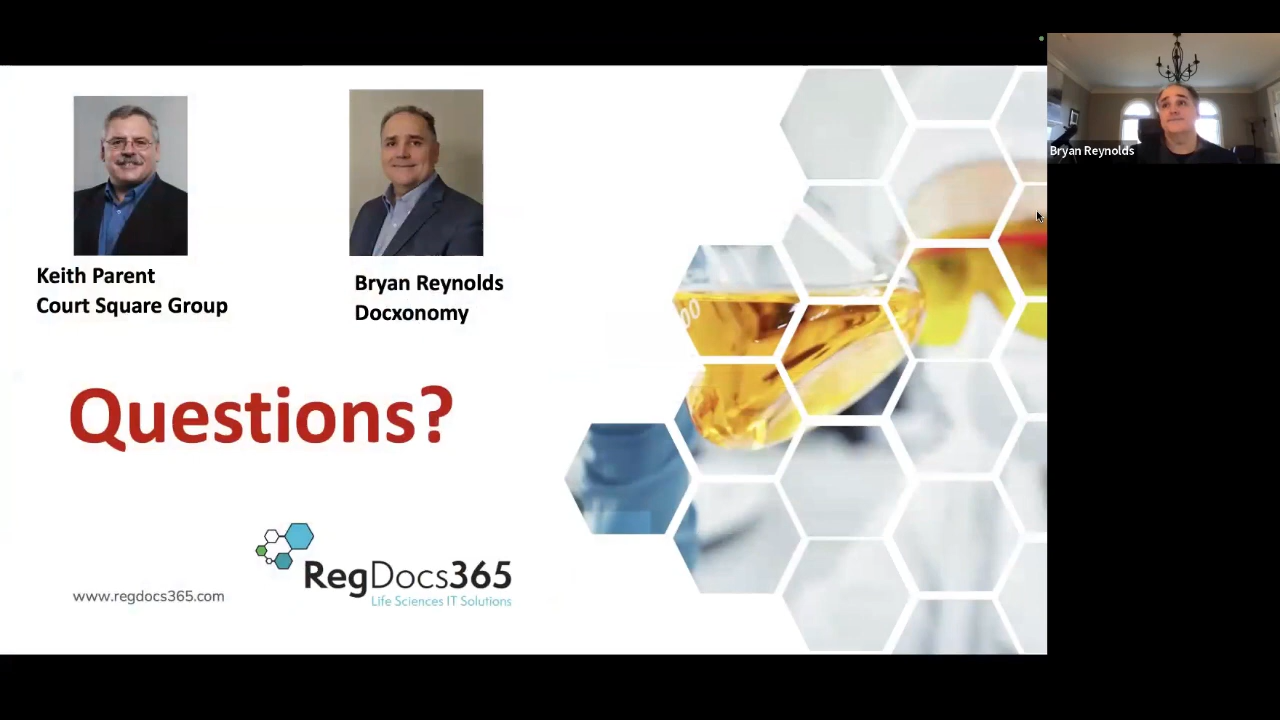 Bryan Reynolds
Keith Parent
Court Square Group
Bryan Reynolds
Docxonomy
Questions?
00
RegDocs365
Life Sciences IT Solutions
www.regdocs365.com